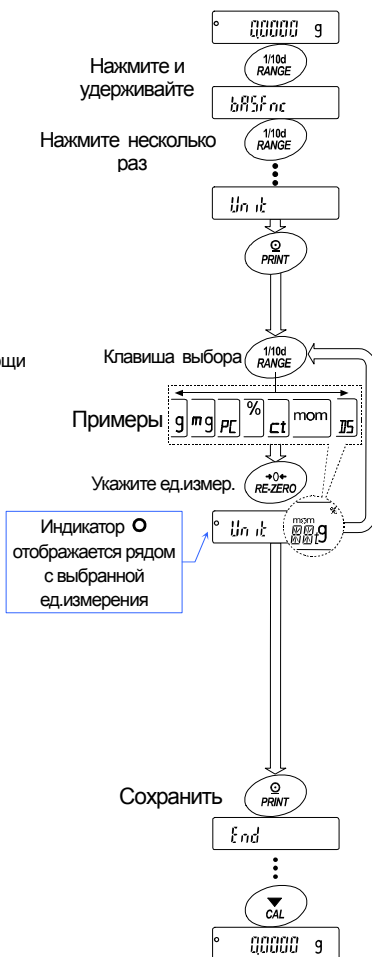 0.0000 g
Нажмите и
удерживайте
1/10d
RANGE
bASFnc
Нажмите несколько
раз
1/10d
RANGE
Unit
PRINT
ощи
Клавиша выбора
1/10d
RANGE
Примеры
g mg PC % ct mom DS
Укажите ед.измер.
→0←
RE-ZERO
Индикатор
отображается рядом
с выбранной
ед.измерения
Unit
%
mom
g
Сохранить
PRINT
End
CAL
0.0000 g